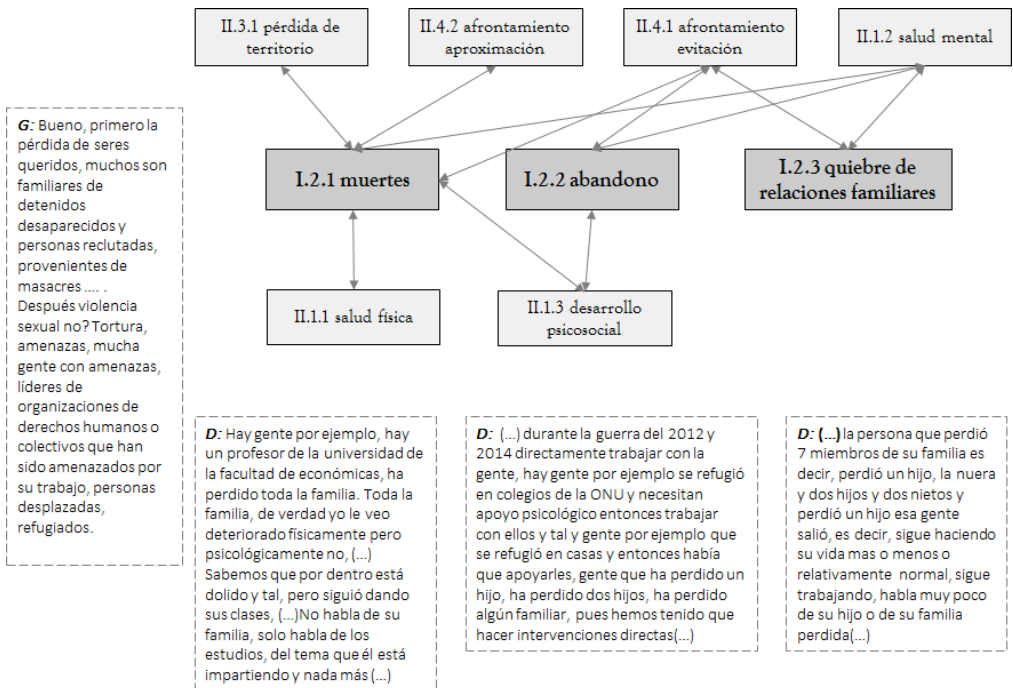 II.3.1 pérdida de
territorio
II.4.2 afrontamiento
aproximación
II.4.1 afrontamiento
evitación
II.1.2 salud mental
G: Bueno, primero la
pérdida de seres
queridos, muchos son
familiares de
detenidos
desaparecidos y
personas reclutadas,
provenientes de
masacres .... .
Después violencia
sexual no? Tortura,
amenazas, mucha
gente con amenazas,
líderes de
organizaciones de
derechos humanos o
colectivos que han
sido amenazados por
su trabajo, personas
desplazadas,
refugiados.
I.2.1 muertes
I.2.2 abandono
I.2.3 quiebre de
relaciones familiares
II.1.1 salud física
II.1.3 desarrollo
psicosocial
D: Hay gente por ejemplo, hay
un profesor de la universidad de
la facultad de económicas, ha
perdido toda la familia. Toda la
familia, de verdad yo le veo
deteriorado físicamente pero
psicológicamente no, (...)
Sabemos que por dentro está
dolido y tal, pero siguió dando
sus clases, (...)No habla de su
familia, solo habla de los
estudios, del tema que él está
impartiendo y nada más (...)
D: (...) durante la guerra del 2012 y
2014 directamente trabajar con la
gente, hay gente por ejemplo se refugió
en colegios de la ONU y necesitan
apoyo psicológico entonces trabajar
con ellos y tal y gente por ejemplo que
se refugió en casas y entonces había
que apoyarles, gente que ha perdido un
hijo, ha perdido dos hijos, ha perdido
algún familiar, pues hemos tenido que
hacer intervenciones directas(...)
D: (...) la persona que perdió
7 miembros de su familia es
decir, perdió un hijo, la nuera
y dos hijos y dos nietos y
perdió un hijo esa gente
salió, es decir, sigue haciendo
su vida mas o menos o
relativamente normal, sigue
trabajando, habla muy poco
de su hijo o de su familia
perdida(...)